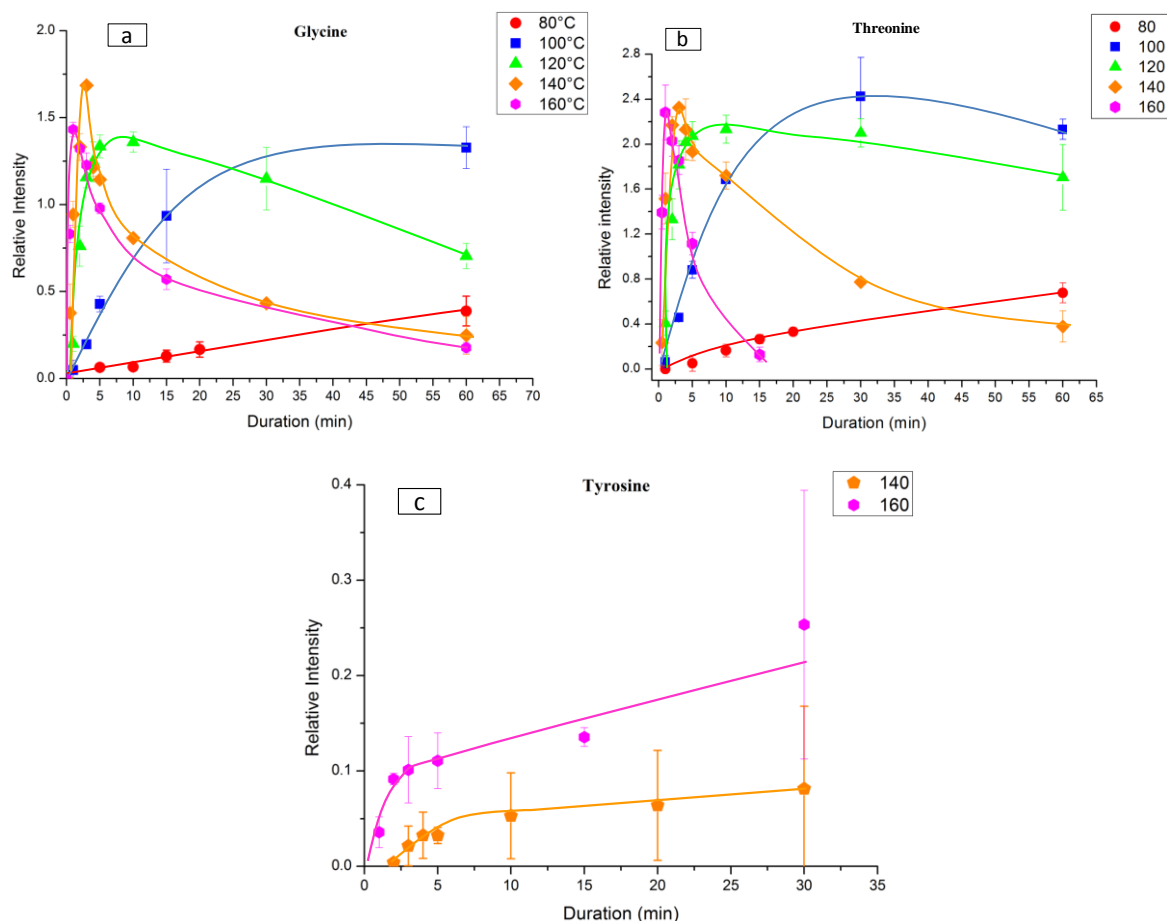 a
Glycine
80°C
100°C
120°C
140°C
160°C
2.0
1.5
1.0
0.5
0.0
Relative Intensity
0 5 10 15 20 25 30 35 40 45 50 55 60 65 70
Duration (min)
b
Threonine
80
100
120
140
160
2.8
2.4
2.0
1.6
1.2
0.8
0.4
0.0
Relative intensity
0 5 10 15 20 25 30 35 40 45 50 55 60 65
Duration (min)
c
Tyrosine
140
160
0.4
0.3
0.2
0.1
0.0
Relative Intensity
0 5 10 15 20 25 30 35
Duration (min)